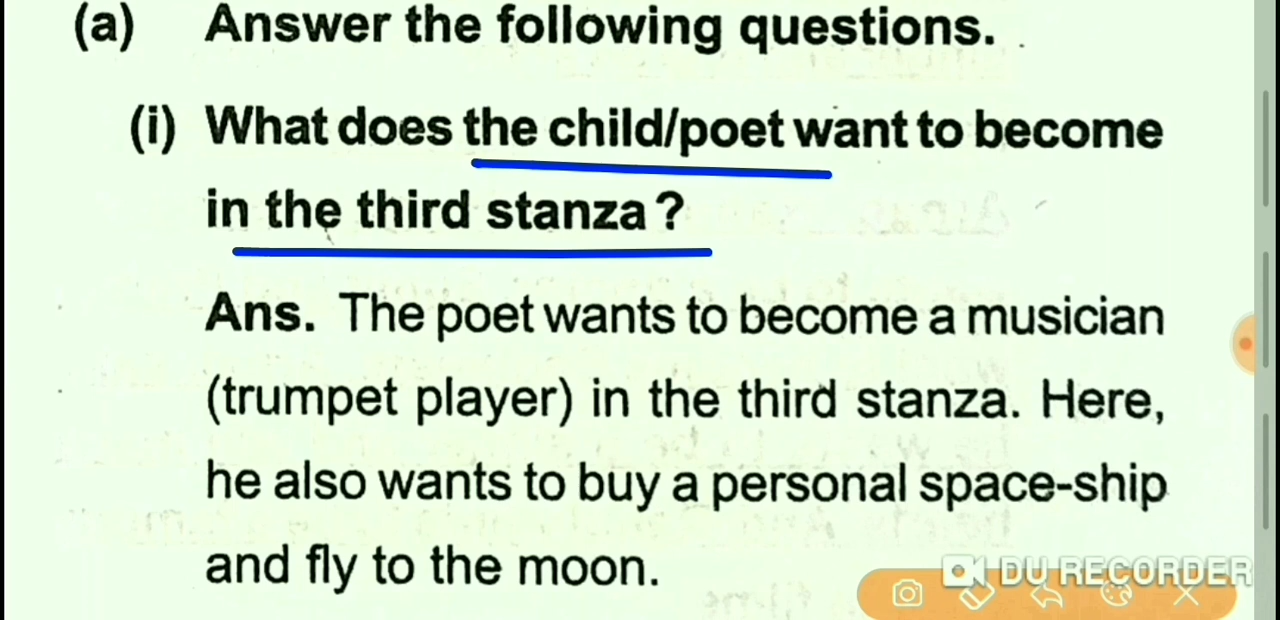 (a) Answer the following questions.
(i) What does the child/poet want to become
in the third stanza?
Ans. The poet wants to become a musician
(trumpet player) in the third stanza. Here,
he also wants to buy a personal space-ship
and fly to the moon.
DU RECORDER